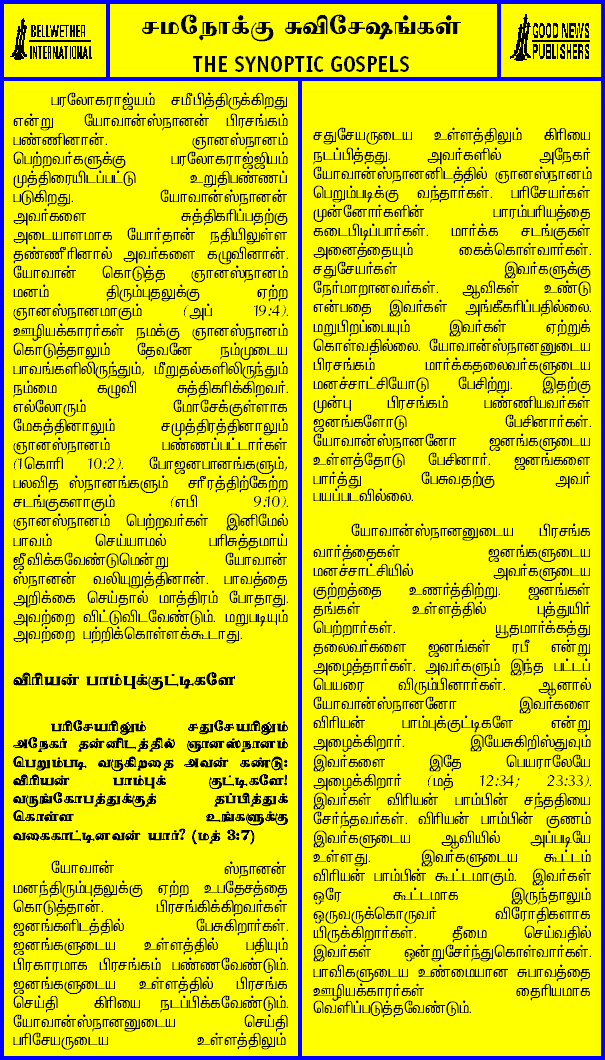 BELLWETHER
INTERNATIONAL
சமநோக்கு சுவிசேஷங்கள்
THE SYNOPTIC GOSPELS
GOOD NEWS
PUBLISHERS
பரலோகராஜ்யம் சமீபித்திருக்கிறது
என்று யோவான்ஸ்நானன் பிரசங்கம்
பண்ணினான். ஞானஸ்நானம்
பெற்றவர்களுக்கு பரலோகராஜ்ஜியம்
முத்திரையிடப்பட்டு உறுதிபண்ணப்
படுகிறது. யோவான்ஸ்நானன்
அவர்களை சுத்திகரிப்பதற்கு
அடையாளமாக யோர்தான் நதியிலுள்ள
தண்ணீரினால் அவர்களை கழுவினான்.
யோவான் கொடுத்த ஞானஸ்நானம்
மனம் திரும்புதலுக்கு ஏற்ற
ஞானஸ்நானமாகும் (அப் 19:4).
ஊழியக்காரர்கள் நமக்கு ஞானஸ்நானம்
கொடுத்தாலும் தேவனே நம்முடைய
பாவங்களிலிருந்தும், மீறுதல்களிலிருந்தும்
நம்மை கழுவி சுத்திகரிக்கிறவர்.
எல்லோரும் மோசேக்குள்ளாக
மேகத்தினாலும் சமுத்திரத்தினாலும்
ஞானஸ்நானம் பண்ணப்பட்டார்கள்
(1கொரி 10:2). போஜனபானங்களும்,
பலவித ஸ்நானங்களும் சரீரத்திற்கேற்ற
சடங்குகளாகும் (எபி 9:10).
ஞானஸ்நானம் பெற்றவர்கள் இனிமேல்
பாவம் செய்யாமல் பரிசுத்தமாய்
ஜீவிக்கவேண்டுமென்று யோவான்
ஸ்நானன் வலியுறுத்தினான். பாவத்தை
அறிக்கை செய்தால் மாத்திரம் போதாது.
அவற்றை விட்டுவிடவேண்டும். மறுபடியும்
அவற்றை பற்றிக்கொள்ளக்கூடாது.
விரியன் பாம்புக்குட்டிகளே
பரிசேயரிலும் சதுசேயரிலும்
அநேகர் தன்னிடத்தில் ஞானஸ்நானம்
பெறும்படி வருகிறதை அவன் கண்டு:
விரியன் பாம்புக் குட்டிகளே!
வருங்கோபத்துக்குத் தப்பித்துக்
கொள்ள உங்களுக்கு
வகைகாட்டினவன் யார்? (மத் 3:7)
யோவான் ஸ்நானன்
மனந்திரும்புதலுக்கு ஏற்ற உபதேசத்தை
கொடுத்தான். பிரசங்கிக்கிறவர்கள்
ஜனங்களிடத்தில் பேசுகிறார்கள்.
ஜனங்களுடைய உள்ளத்தில் பதியும்
பிரகாரமாக பிரசங்கம் பண்ணவேண்டும்.
ஜனங்களுடைய உள்ளத்தில் பிரசங்க
செய்தி கிரியை நடப்பிக்கவேண்டும்.
யோவான்ஸ்நானனுடைய செய்தி
பரிசேயருடைய உள்ளத்திலும்
சதுசேயருடைய உள்ளத்திலும் கிரியை
நடப்பித்தது. அவர்களில் அநேகர்
யோவான்ஸ்நானனிடத்தில் ஞானஸ்நானம்
பெறும்படிக்கு வந்தார்கள். பரிசேயர்கள்
முன்னோர்களின் பாரம்பரியத்தை
கடைபிடிப்பார்கள். மார்க்க சடங்குகள்
அனைத்தையும் கைக்கொள்வார்கள்.
சதுசேயர்கள் இவர்களுக்கு
நேர்மாறானவர்கள். ஆவிகள் உண்டு
என்பதை இவர்கள் அங்கீகரிப்பதில்லை.
மறுபிறப்பையும் இவர்கள் ஏற்றுக்
கொள்வதில்லை. யோவான்ஸ்நானனுடைய
பிரசங்கம் மார்க்கதலைவர்களுடைய
மனச்சாட்சியோடு பேசிற்று. இதற்கு
முன்பு பிரசங்கம் பண்ணியவர்கள்
ஜனங்களோடு பேசினார்கள்.
யோவான்ஸ்நானனோ ஜனங்களுடைய
உள்ளத்தோடு பேசினார். ஜனங்களை
பார்த்து பேசுவதற்கு அவர்
பயப்படவில்லை.
யோவான்ஸ்நானனுடைய பிரசங்க
வார்த்தைகள் ஜனங்களுடைய
மனச்சாட்சியில் அவர்களுடைய
குற்றத்தை உணர்த்திற்று. ஜனங்கள்
தங்கள் உள்ளத்தில் புத்துயிர்
பெற்றார்கள். யூதமார்க்கத்து
தலைவர்களை ஜனங்கள் ரபீ என்று
அழைத்தார்கள். அவர்களும் இந்த பட்டப்
பெயரை விரும்பினார்கள். ஆனால்
யோவான்ஸ்நானனோ இவர்களை
விரியன் பாம்புக்குட்டிகளே என்று
அழைக்கிறார். இயேசுகிறிஸ்துவும்
இவர்களை இதே பெயராலேயே
அழைக்கிறார் (மத் 12:34; 23:33).
இவர்கள் விரியன் பாம்பின் சந்ததியை
சேர்ந்தவர்கள். விரியன் பாம்பின் குணம்
இவர்களுடைய ஆவியில் அப்படியே
உள்ளது. இவர்களுடைய கூட்டம்
விரியன் பாம்பின் கூட்டமாகும். இவர்கள்
ஒரே கூட்டமாக இருந்தாலும்
ஒருவருக்கொருவர் விரோதிகளாக
யிருக்கிறார்கள். தீமை செய்வதில்
இவர்கள் ஒன்றுசேர்ந்துகொள்வார்கள்.
பாவிகளுடைய உண்மையான சுபாவத்தை
ஊழியக்காரர்கள் தைரியமாக
வெளிப்படுத்தவேண்டும்.